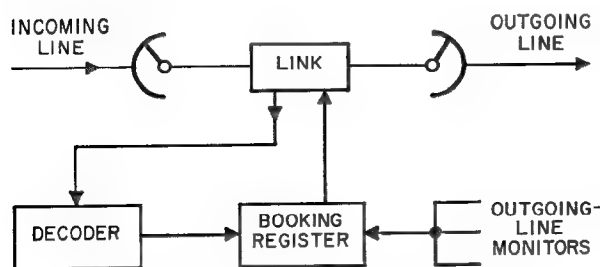 INCOMING
LINE
LINK
OUTGOING
LINE
DECODER
BOOKING
REGISTER
OUTGOING-
LINE
MONITORS